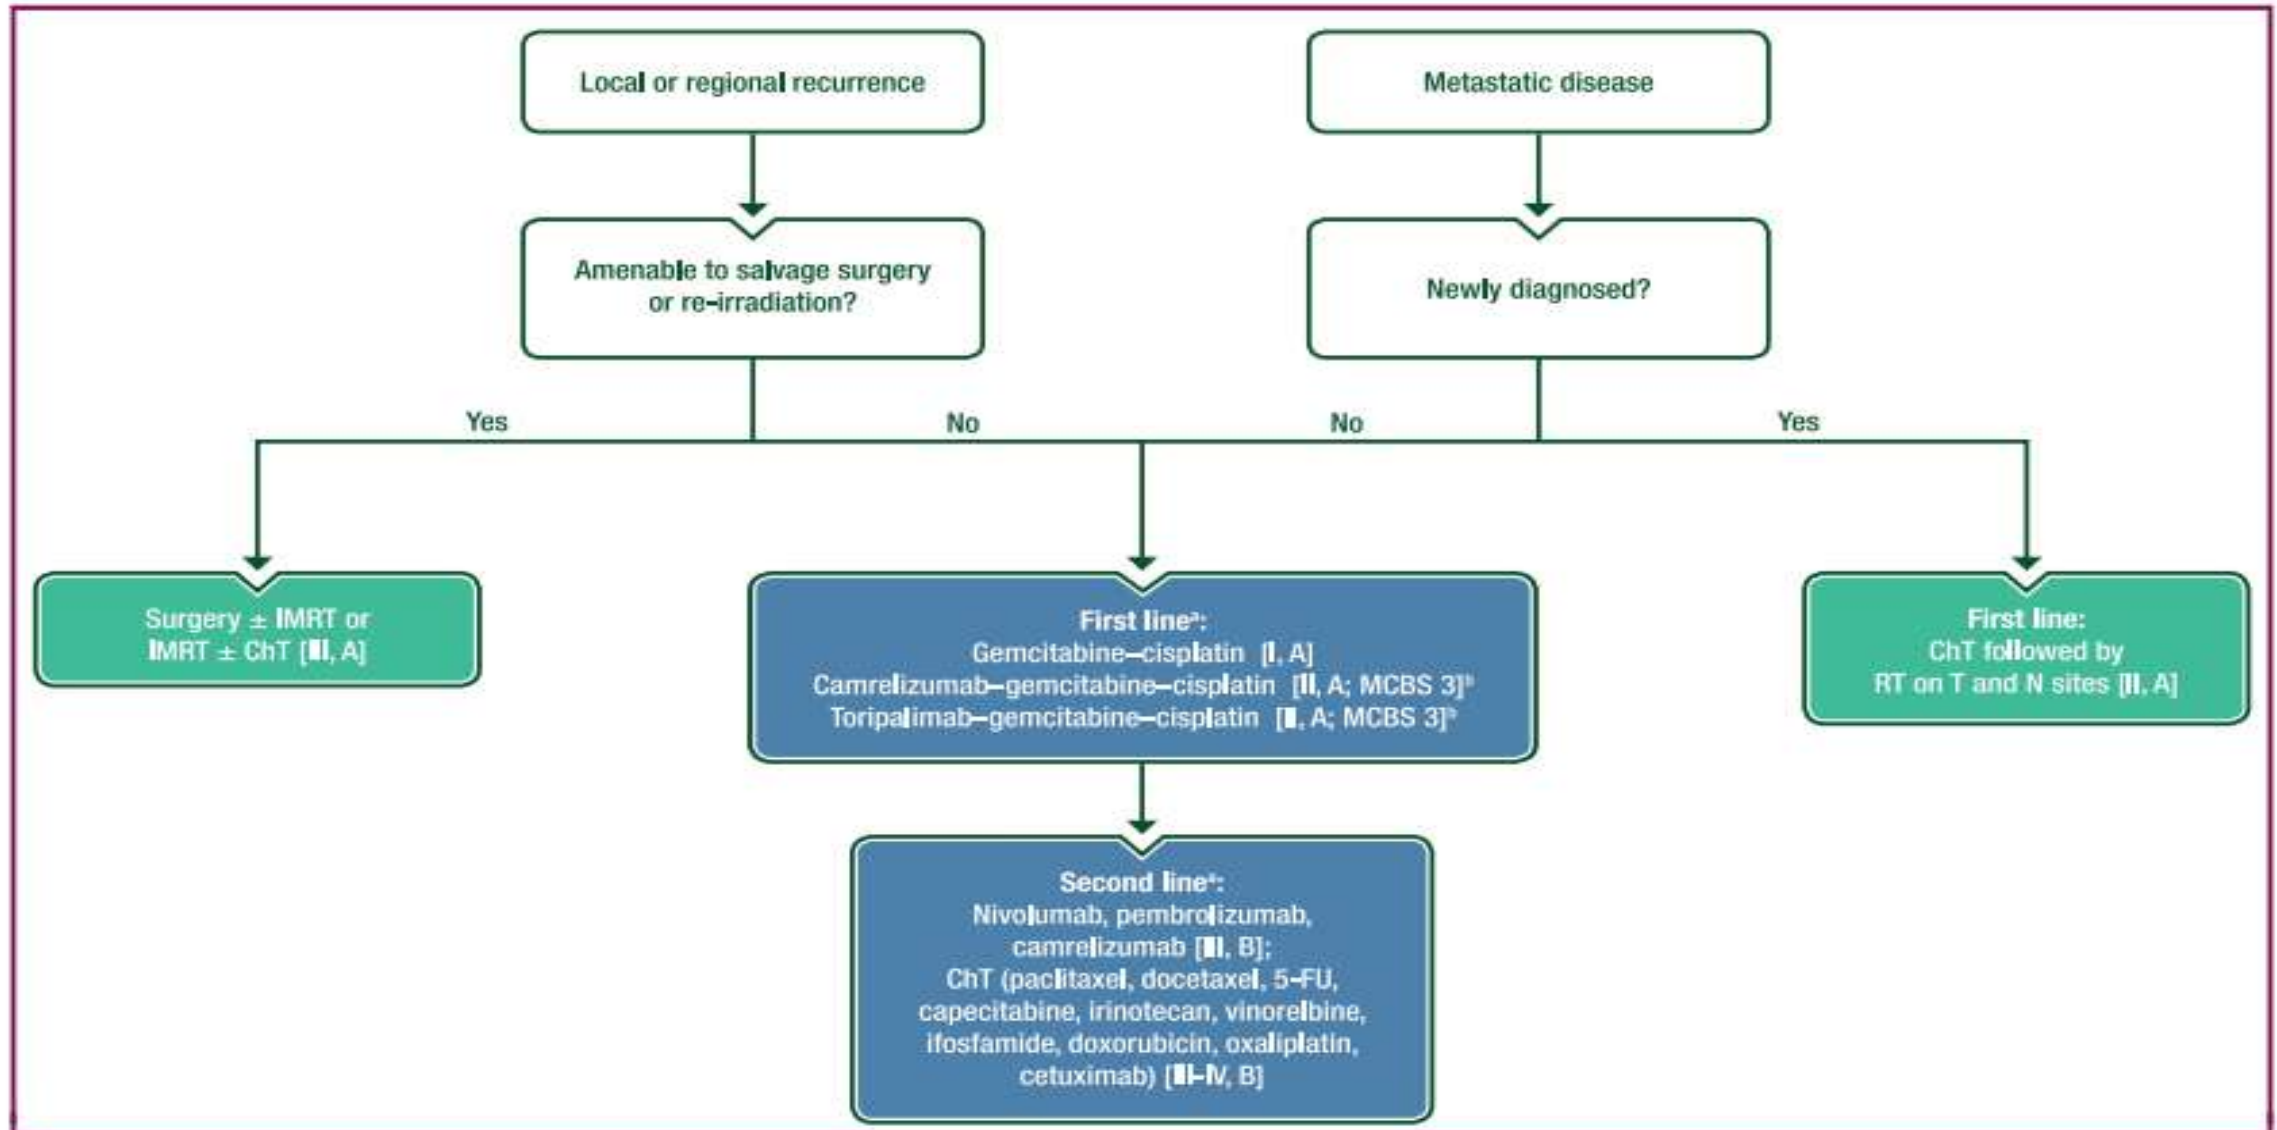 Local or regional recurrence
Metastatic disease
Amenable to salvage surgery
or re-irradiation?
Newly diagnosed?
Yes
No
No
Yes
Surgery ± IMRT or
IMRT ± ChT [III, A]
First lineª:
Gemcitabine–cisplatin [I, A]
Camrelizumab–gemcitabine–cisplatin [II, A; MCBS 3]ᵇ
Toripalimab–gemcitabine–cisplatin [II, A; MCBS 3]ᵇ
First line:
ChT followed by
RT on T and N sites [II, A]
Second lineª:
Nivolumab, pembrolizumab,
camrelizumab [III, B];
ChT (paclitaxel, docetaxel, 5-FU,
capecitabine, irinotecan, vinorelbine,
ifosfamide, doxorubicin, oxaliplatin,
cetuximab) [III–IV, B]